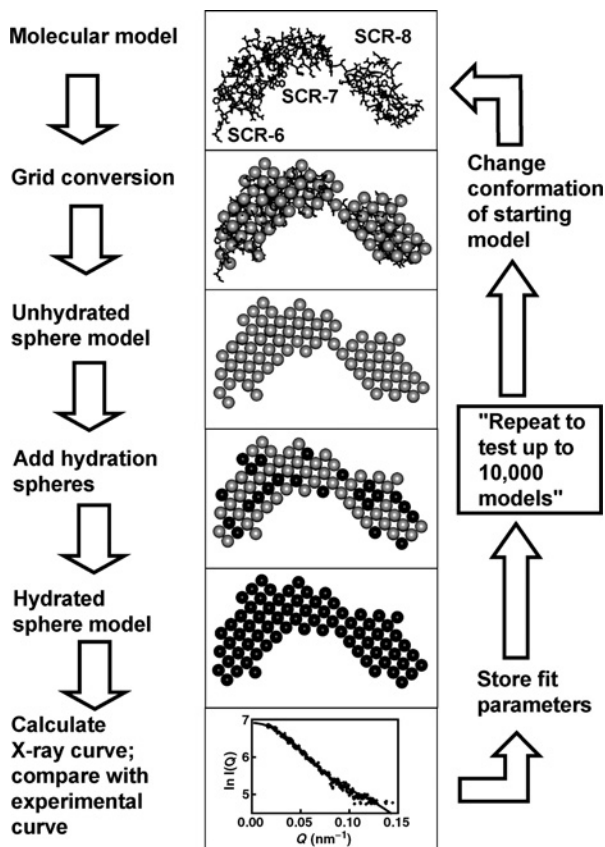 Molecular model
Grid conversion
Unhydrated
sphere model
Add hydration
spheres
Hydrated
sphere model
Calculate
X-ray curve;
compare with
experimental
curve
SCR-8
SCR-7
SCR-6
ln I(Q)
7
6
5
0.00 0.05 0.10 0.15
Q (nm⁻¹)
Change
conformation
of starting
model
"Repeat to
test up to
10,000
models"
Store fit
parameters